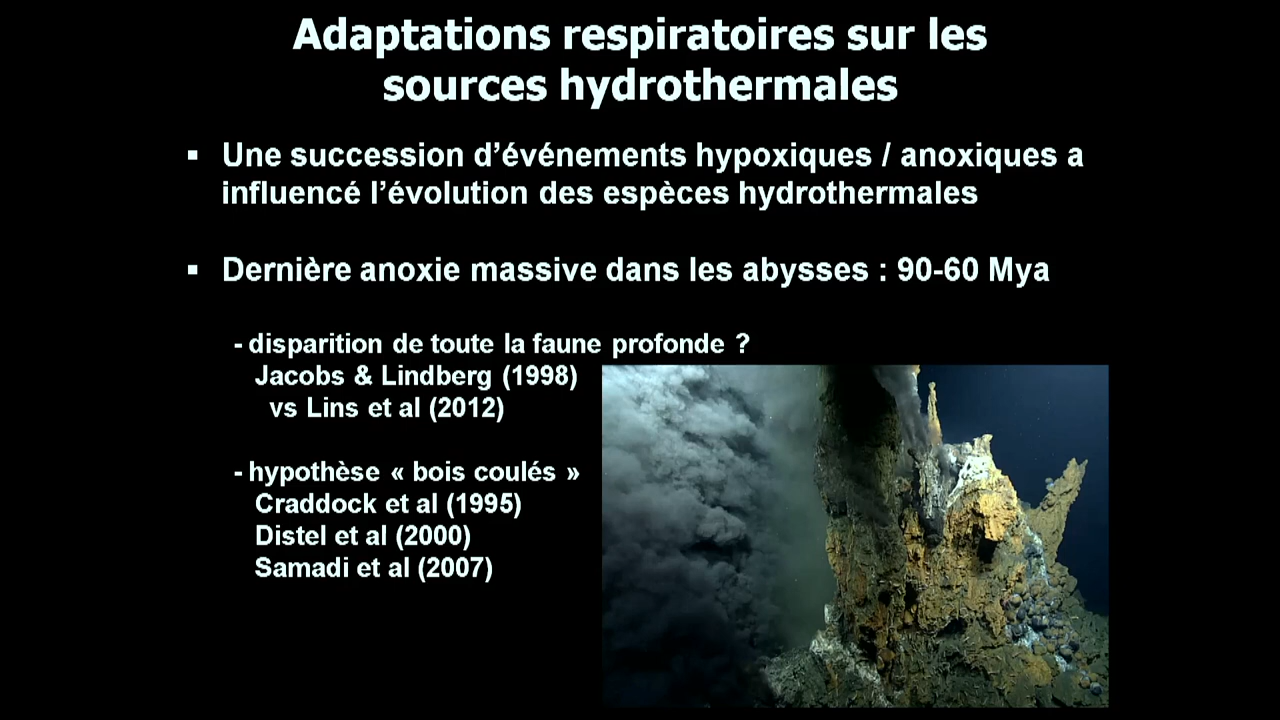 Adaptations respiratoires sur les
sources hydrothermales
▪ Une succession d’événements hypoxiques / anoxiques a
influencé l’évolution des espèces hydrothermales
▪ Dernière anoxie massive dans les abysses : 90-60 Mya
- disparition de toute la faune profonde ?
Jacobs & Lindberg (1998)
vs Lins et al (2012)
- hypothèse « bois coulés »
Craddock et al (1995)
Distel et al (2000)
Samadi et al (2007)